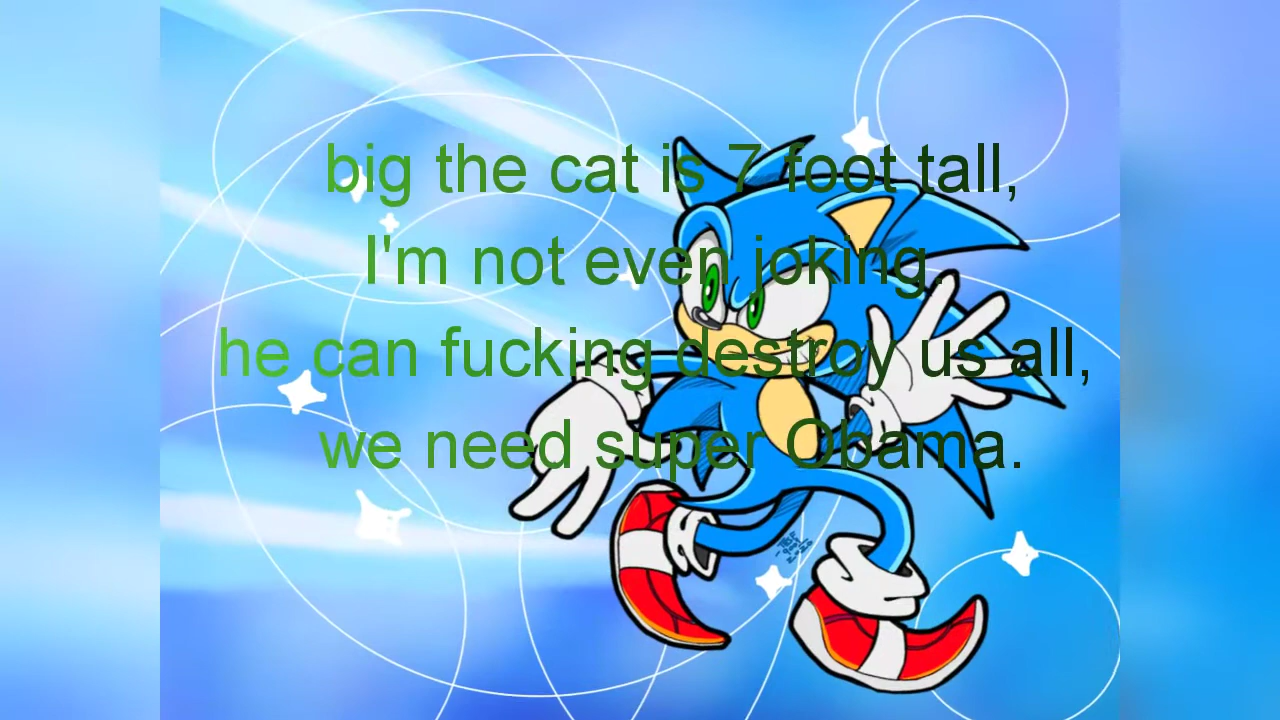 big the cat is 7 foot tall,
I'm not even joking.
he can fucking destroy us all,
we need super Obama.